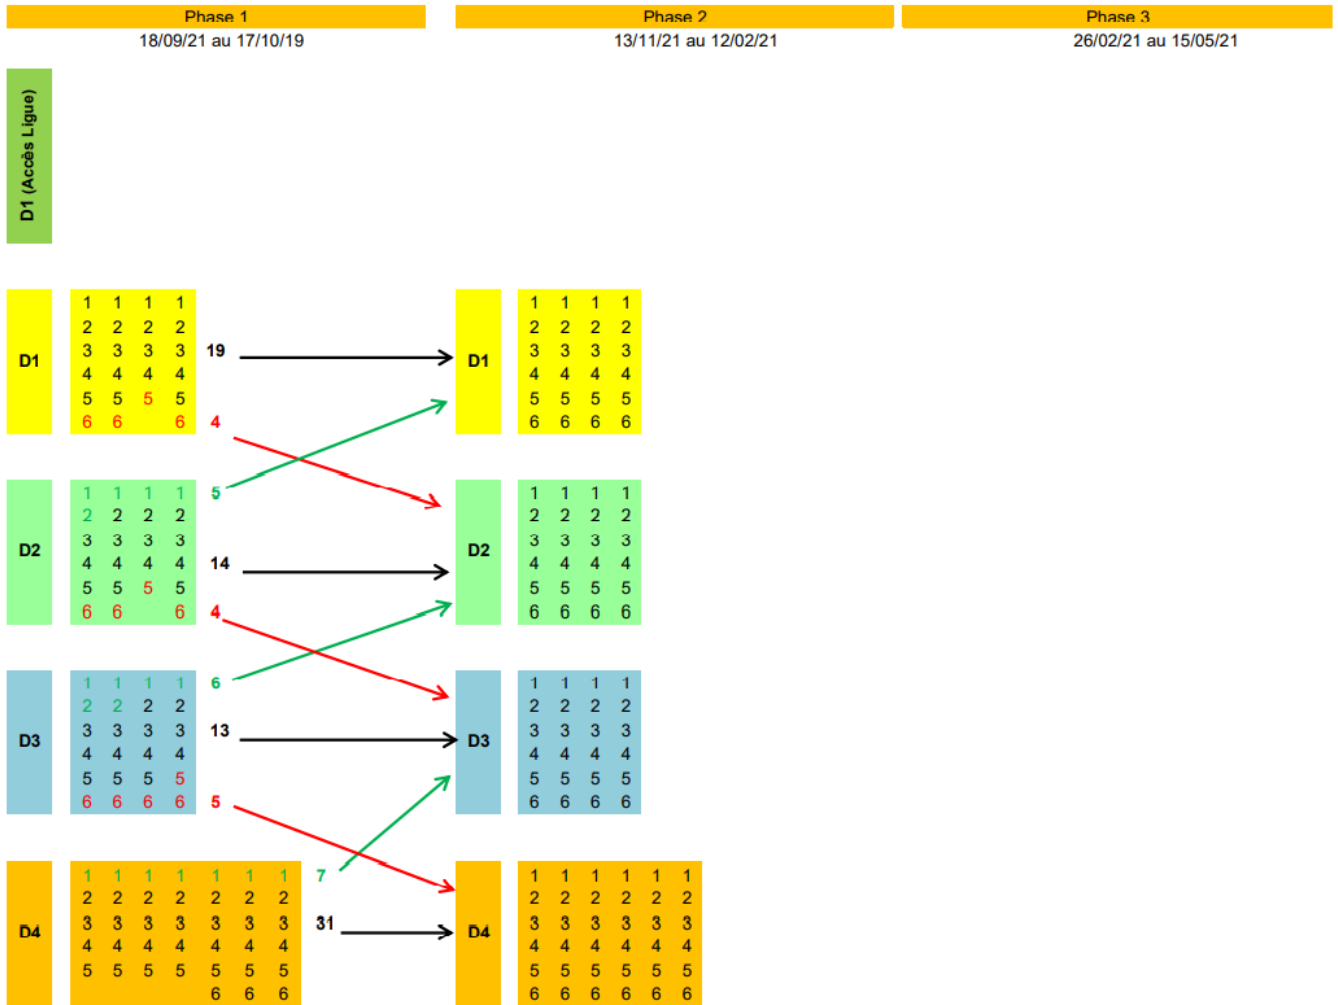 Phase 1 Phase 2 Phase 3
18/09/21 au 17/10/19 13/11/21 au 12/02/21 26/02/21 au 15/05/21
D1 (Accès Ligue)
1 1 1 1 1 1 1 1
2 2 2 2 2 2 2 2
3 3 3 3 19 3 3 3 3
D1 D1
4 4 4 4 4 4 4 4
5 5 5 5 5 5 5 5
6 6 6 4 6 6 6 6
1 1 1 1 5 1 1 1 1
2 2 2 2 2 2 2 2
3 3 3 3 3 3 3 3
D2 D2
4 4 4 4 14 4 4 4 4
5 5 5 5 5 5 5 5
6 6 6 4 6 6 6 6
1 1 1 1 6 1 1 1 1
2 2 2 2 2 2 2 2
3 3 3 3 13 3 3 3 3
D3 D3
4 4 4 4 4 4 4 4
5 5 5 5 5 5 5 5
6 6 6 6 5 6 6 6 6
1 1 1 1 1 1 1 7 1 1 1 1 1 1
2 2 2 2 2 2 2 2 2 2 2 2 2
3 3 3 3 3 3 3 31 3 3 3 3 3 3
D4 D4
4 4 4 4 4 4 4 4 4 4 4 4 4
5 5 5 5 5 5 5 5 5 5 5 5 5
6 6 6 6 6 6 6 6 6